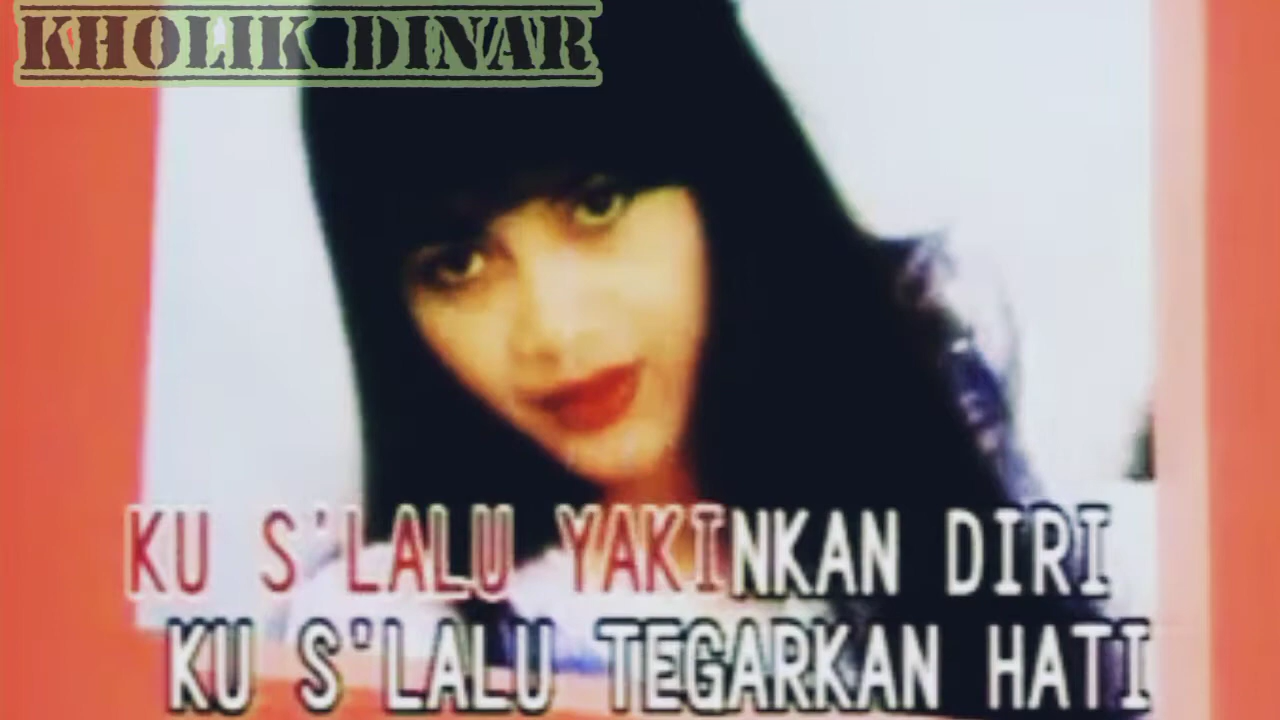 KHOLIK DINAR
KU S'LALU YAKINKAN DIRI
KU S'LALU TEGARKAN HATI